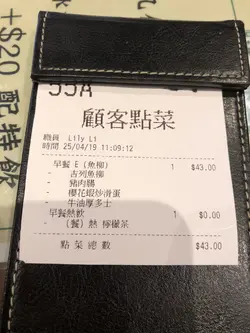 +$20 配特飲
55A
顧客點菜
職員 Lily Li
時間 25/04/19 11:09:12
早餐 E (魚柳) 1 $43.00
- 吉列魚柳
- 豬肉腸
- 櫻花蝦炒滑蛋
- 牛油厚多士
早餐熱飲 1 $0.00
- (餐) 熱 檸檬茶
點菜總數 $43.00